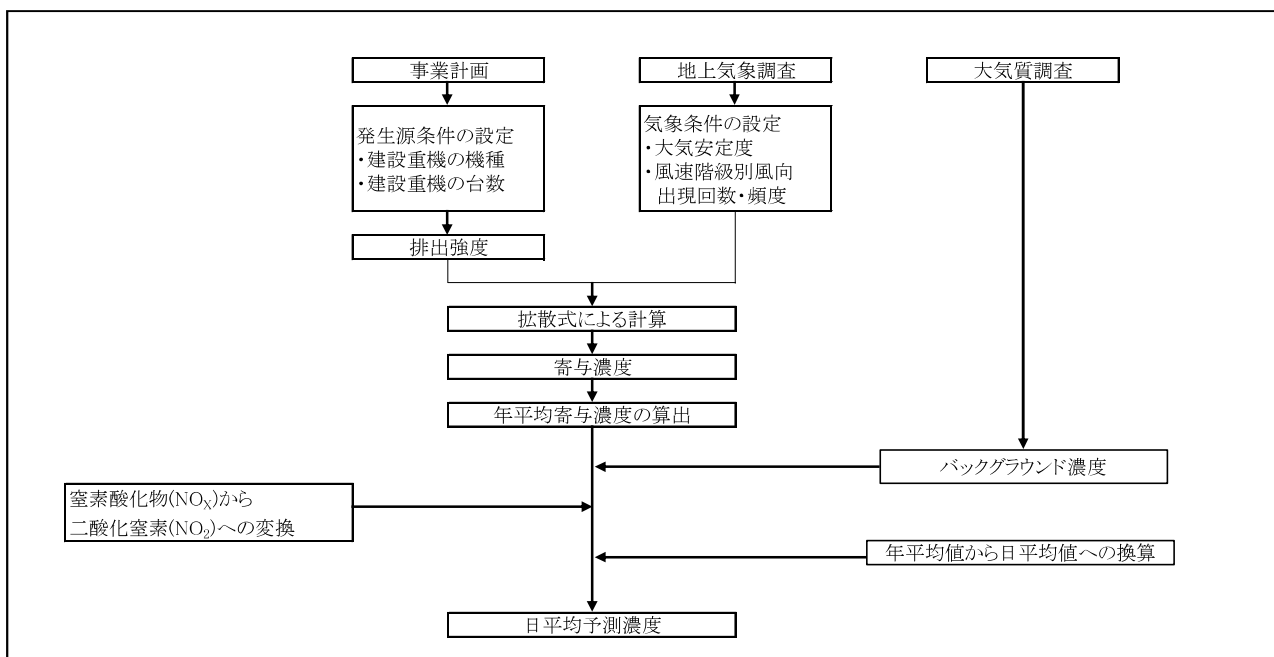 事業計画
地上気象調査
大気質調査
発生源条件の設定
・建設重機の機種
・建設重機の台数
気象条件の設定
・大気安定度
・風速階級別風向
出現回数・頻度
排出強度
拡散式による計算
寄与濃度
年平均寄与濃度の算出
バックグラウンド濃度
窒素酸化物(NOX)から
二酸化窒素(NO2)への変換
年平均値から日平均値への換算
日平均予測濃度